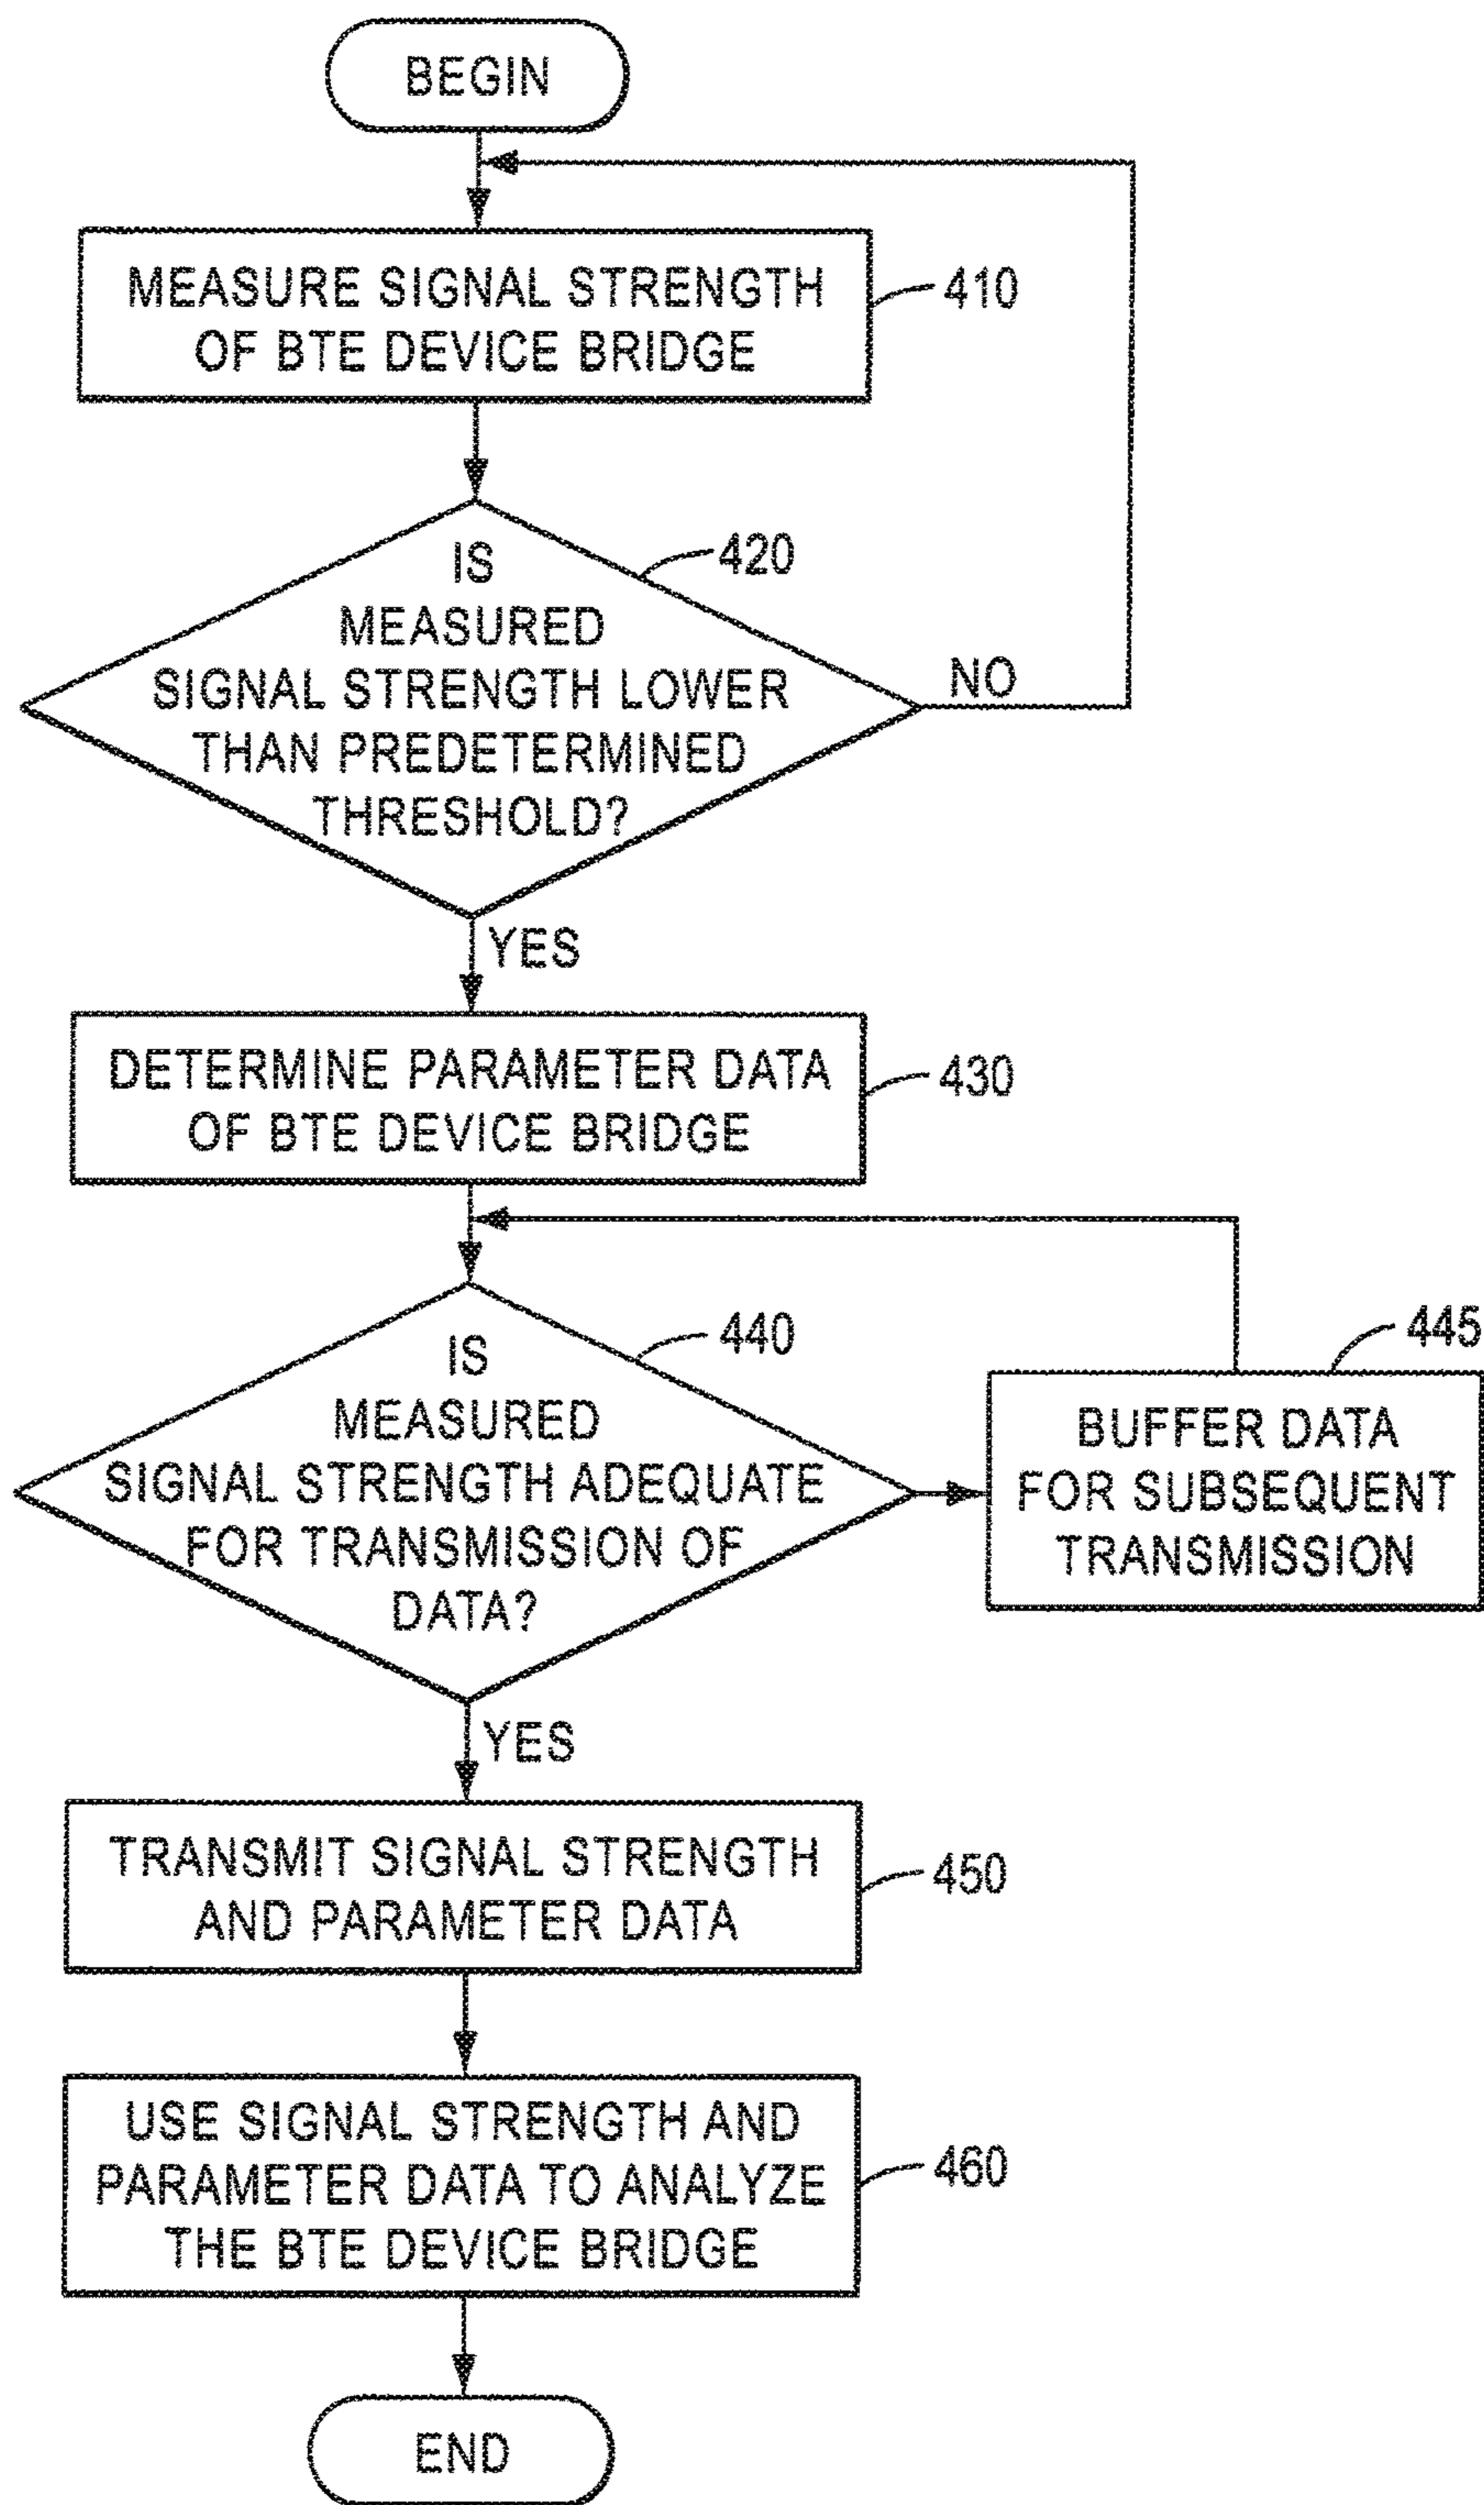 BEGIN
MEASURE SIGNAL STRENGTH
OF BTE DEVICE BRIDGE
410
IS
MEASURED
SIGNAL STRENGTH LOWER
THAN PREDETERMINED
THRESHOLD?
420
NO
YES
DETERMINE PARAMETER DATA
OF BTE DEVICE BRIDGE
430
IS
MEASURED
SIGNAL STRENGTH ADEQUATE
FOR TRANSMISSION OF
DATA?
440
445
BUFFER DATA
FOR SUBSEQUENT
TRANSMISSION
YES
TRANSMIT SIGNAL STRENGTH
AND PARAMETER DATA
450
USE SIGNAL STRENGTH AND
PARAMETER DATA TO ANALYZE
THE BTE DEVICE BRIDGE
460
END